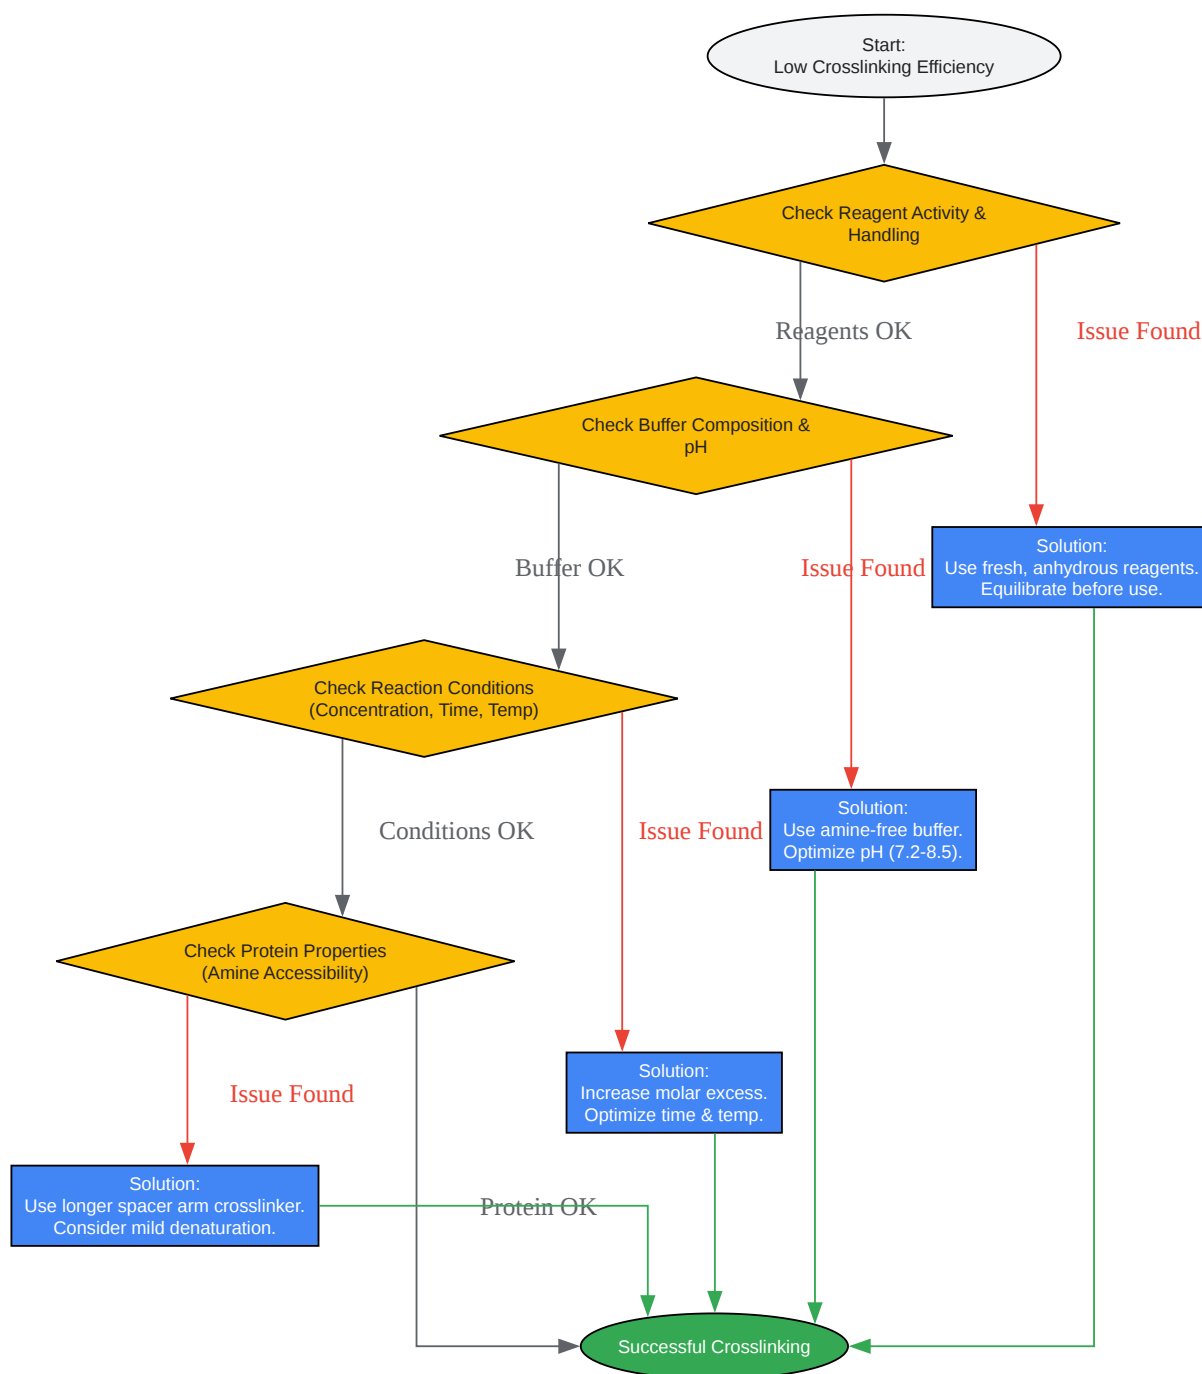 Start:
Low Crosslinking Efficiency
Check Reagent Activity &
Handling
Reagents OK
Issue Found
Check Buffer Composition &
pH
Buffer OK
Issue Found
Solution:
Use fresh, anhydrous reagents.
Equilibrate before use.
Check Reaction Conditions
(Concentration, Time, Temp)
Conditions OK
Issue Found
Solution:
Use amine-free buffer.
Optimize pH (7.2-8.5).
Check Protein Properties
(Amine Accessibility)
Issue Found
Solution:
Increase molar excess.
Optimize time & temp.
Solution:
Use longer spacer arm crosslinker.
Consider mild denaturation.
Protein OK
Successful Crosslinking